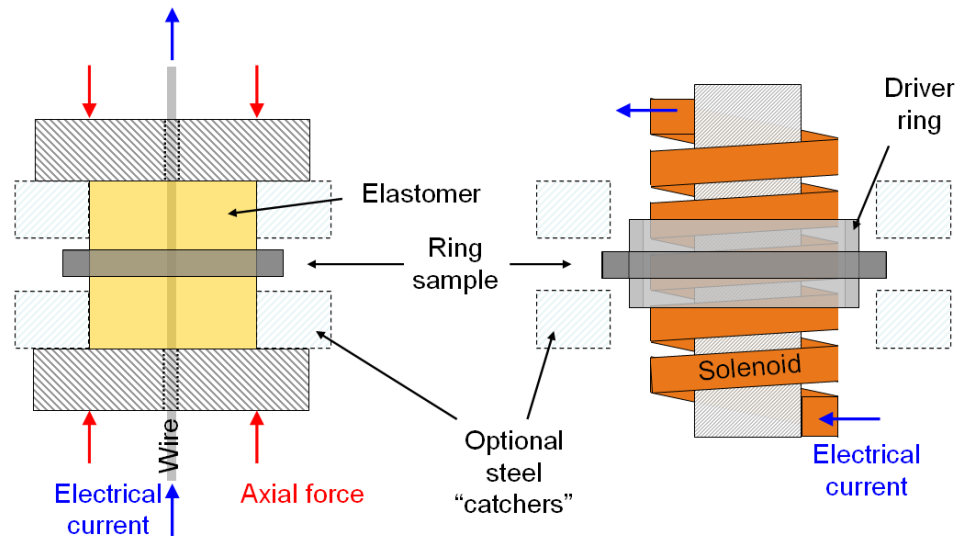 Driver
ring
Elastomer
Ring
sample
Solenoid
Wire
Optional
steel
“catchers”
Electrical
current
Axial force
Electrical
current